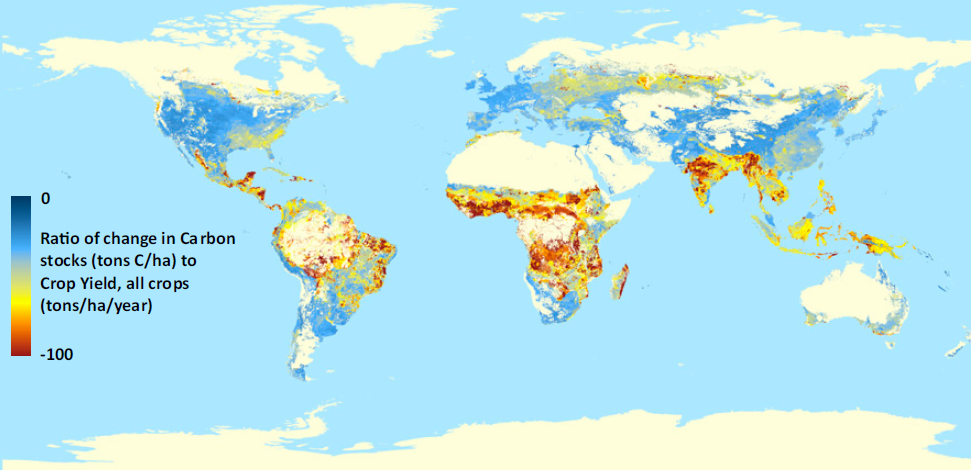 0
Ratio of change in Carbon
stocks (tons C/ha) to
Crop Yield, all crops
(tons/ha/year)
-100